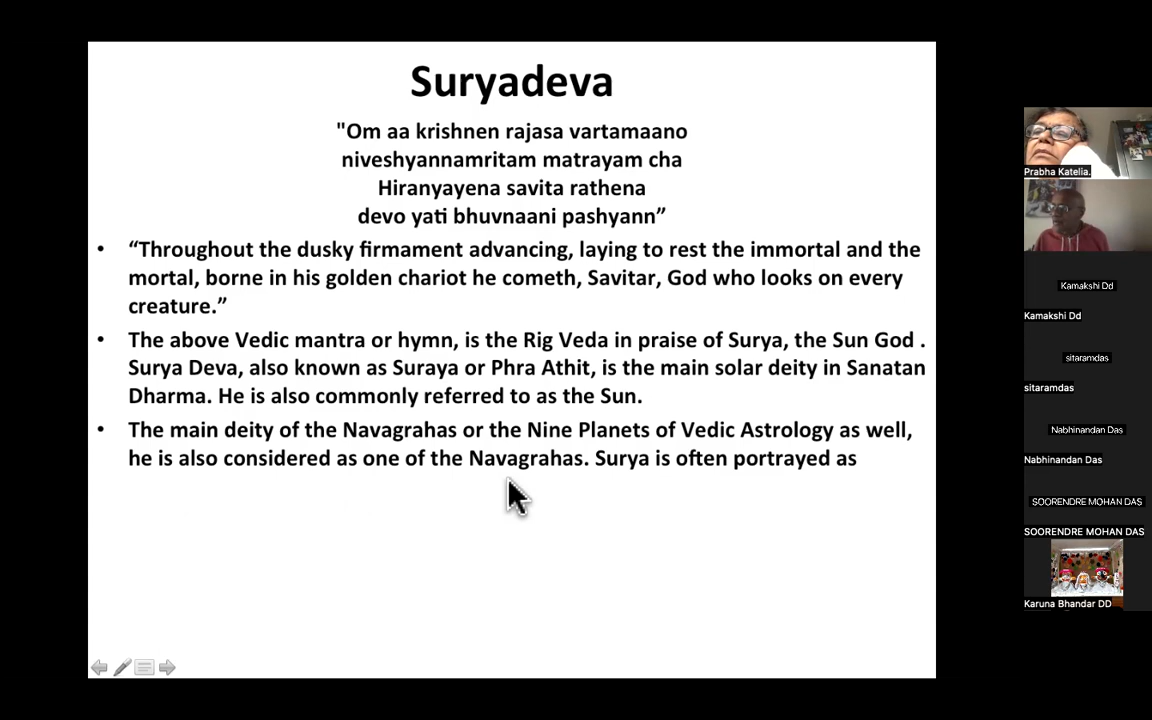 Suryadeva
"Om aa krishnen rajasa vartamaano
niveshyannamritam matrayam cha
Hiranyayena savita rathena
devo yati bhuvnaani pashyann”
• “Throughout the dusky firmament advancing, laying to rest the immortal and the
mortal, borne in his golden chariot he cometh, Savitar, God who looks on every
creature.”
• The above Vedic mantra or hymn, is the Rig Veda in praise of Surya, the Sun God .
Surya Deva, also known as Suraya or Phra Athit, is the main solar deity in Sanatan
Dharma. He is also commonly referred to as the Sun.
• The main deity of the Navagrahas or the Nine Planets of Vedic Astrology as well,
he is also considered as one of the Navagrahas. Surya is often portrayed as
Prabha Katelia.
Kamakshi Dd
Kamakshi Dd
sitaramdas
sitaramdas
Nabhinandan Das
Nabhinandan Das
SOORENDRE MOHAN DAS
SOORENDRE MOHAN DAS
Karuna Bhandar DD